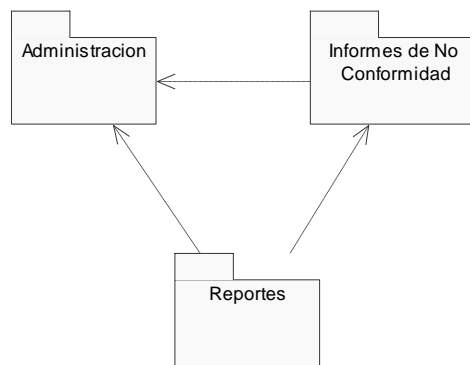 Administracion
Informes de No
Conformidad
Reportes